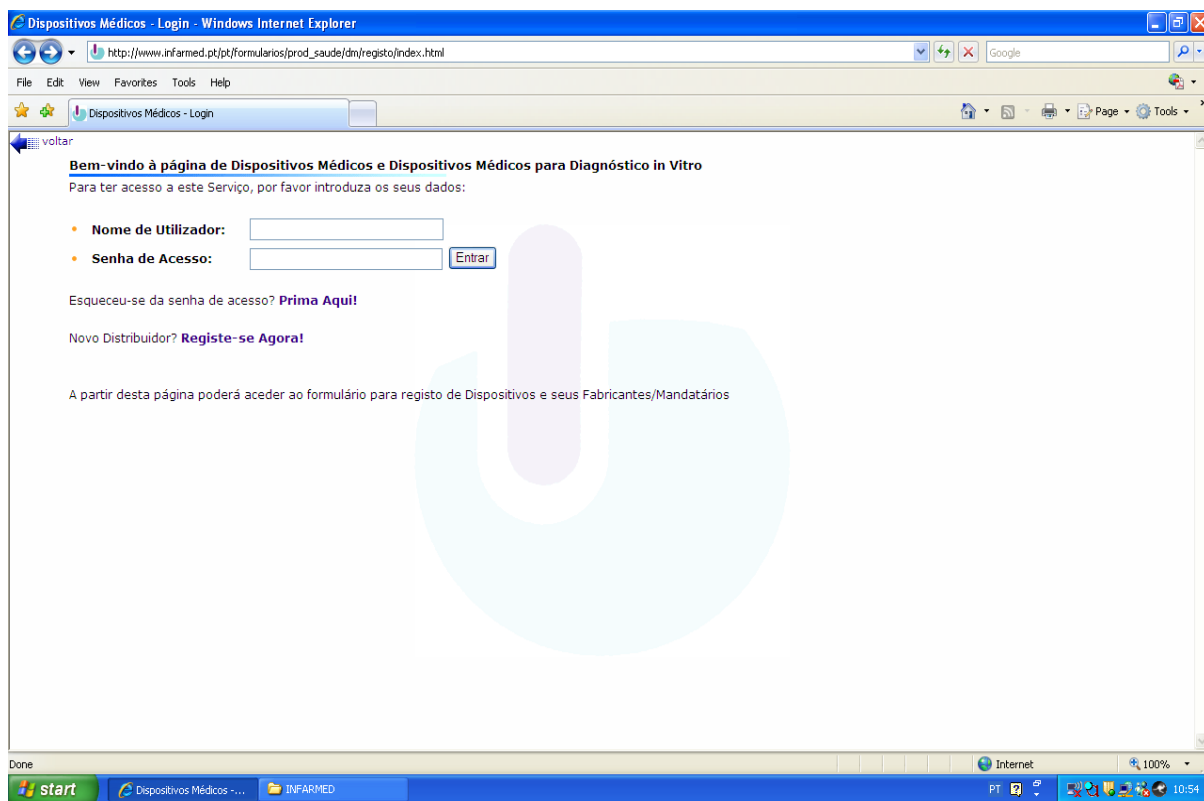 Dispositivos Médicos - Login - Windows Internet Explorer
http://www.infarmed.pt/pt/formularios/prod_saude/dm/registo/index.html
Google
File Edit View Favorites Tools Help
Dispositivos Médicos - Login
Page
Tools
voltar
Bem-vindo à página de Dispositivos Médicos e Dispositivos Médicos para Diagnóstico in Vitro
Para ter acesso a este Serviço, por favor introduza os seus dados:
Nome de Utilizador:
Senha de Acesso:
Entrar
Esqueceu-se da senha de acesso? Prima Aqui!
Novo Distribuidor? Registe-se Agora!
A partir desta página poderá aceder ao formulário para registo de Dispositivos e seus Fabricantes/Mandatários
Done
Internet
100%
start
Dispositivos Médicos -...
INFARMED
PT
10:54